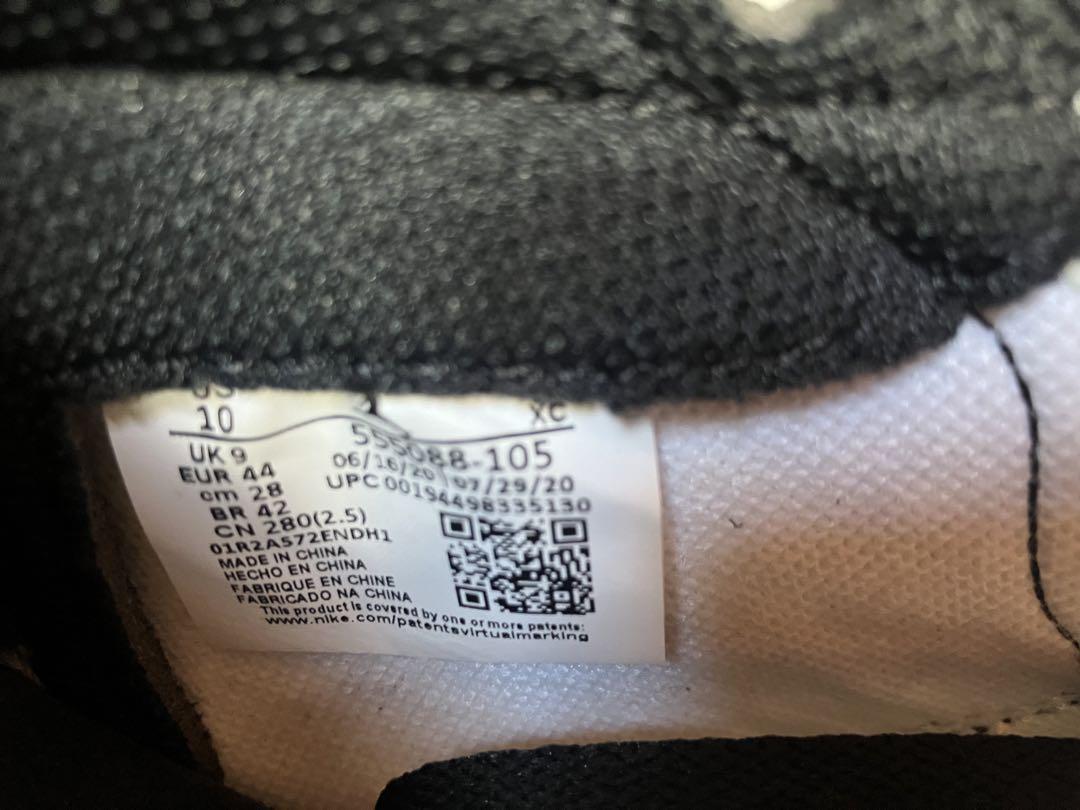 US
10
XC
UK 9
555088-105
EUR 44
06/16/20 07/29/20
cm 28
UPC 00194498335130
BR 42
CN 280(2.5)
01R2A572ENDH1
MADE IN CHINA
HECHO EN CHINA
FABRIQUE EN CHINE
FABRICADO NA CHINA
This product is covered by one or more patents:
www.nike.com/patentsvirtualmarking